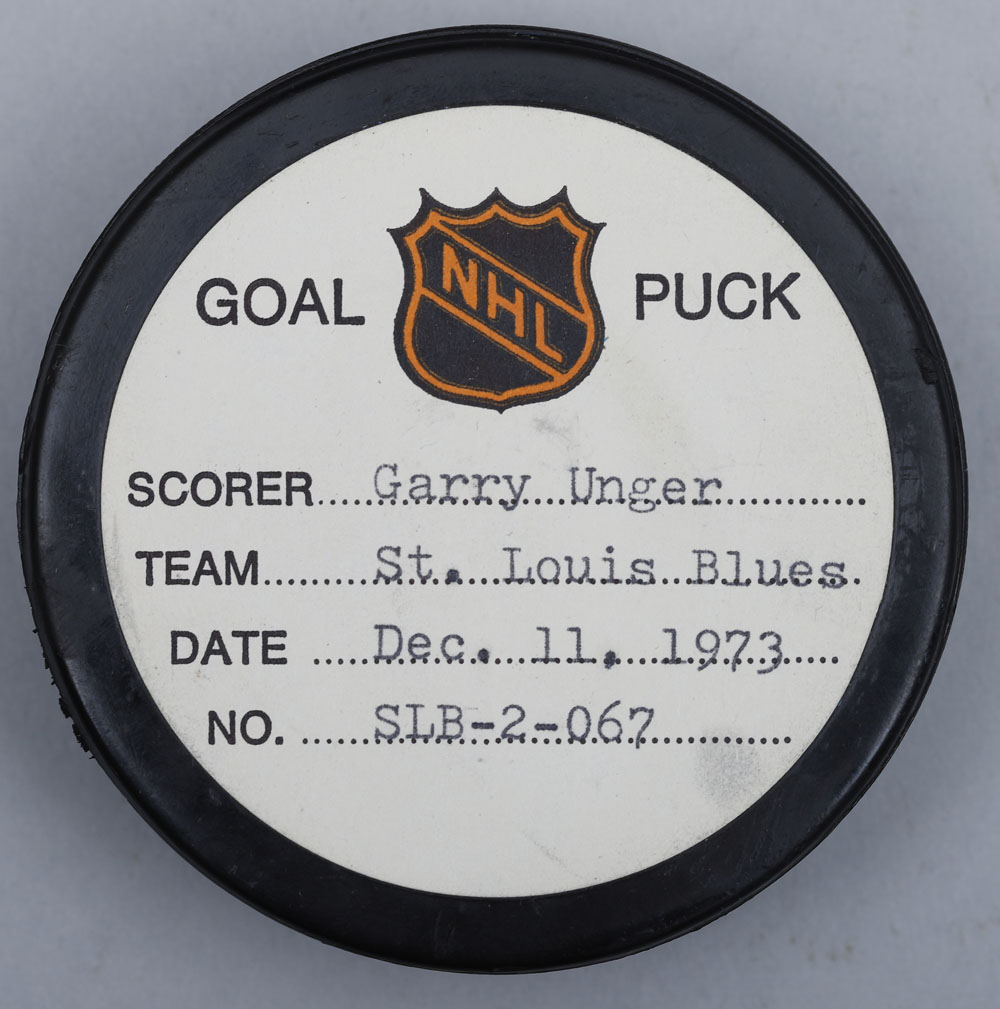 GOAL NHL PUCK
SCORER....Garry Unger............
TEAM.........St. Louis Blues.
DATE .....Dec. 11, 1973.....
NO. ......SLB-2-067............